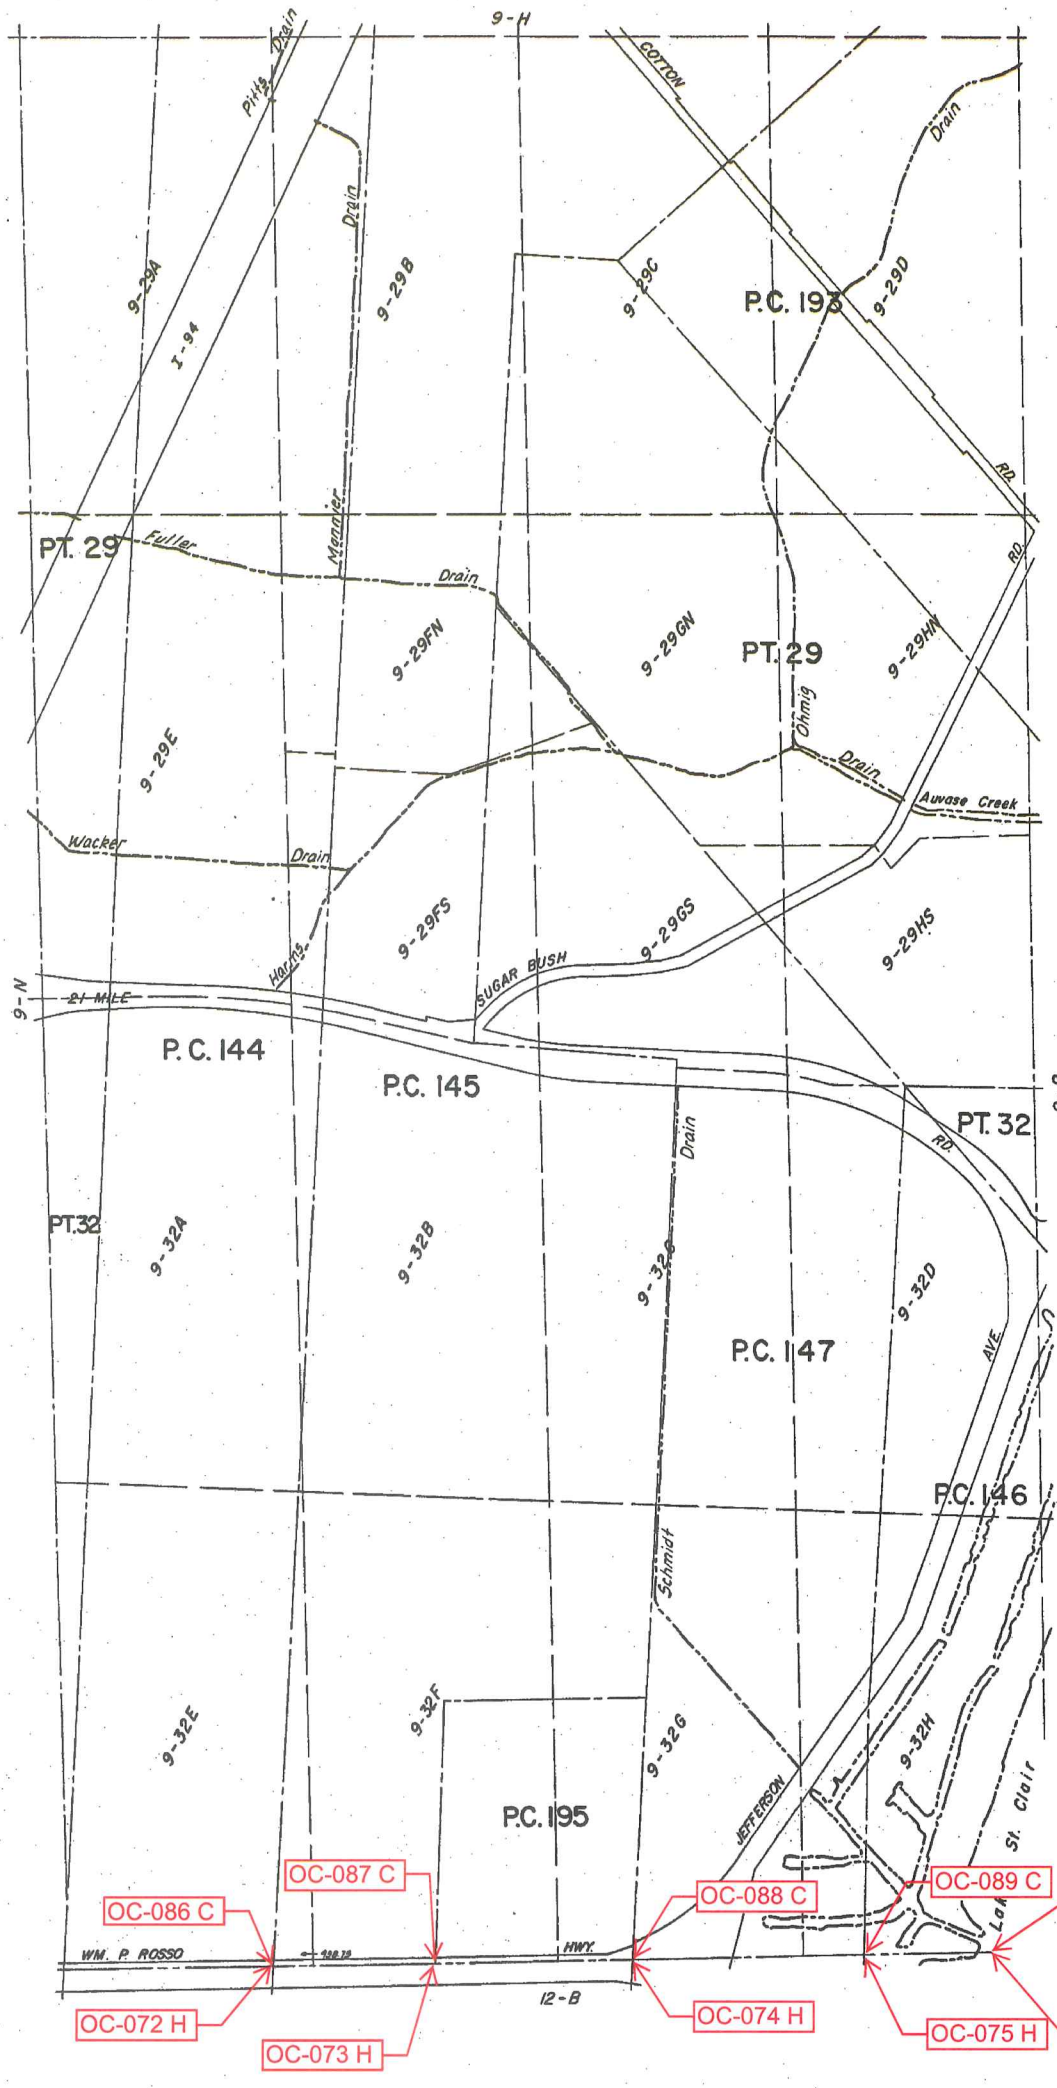 9-H
Pitts Drain
COTTON
Drain
Drain
9-29A
I-94
9-29B
9-29C
P.C. 193
9-29D
RD.
RD.
PT. 29
Fuller
Monnier
Drain
9-29FN
9-29GN
PT. 29
9-29HN
Ohmig
Drain
Auvase Creek
9-29E
Wacker
Drain
Harms
9-29FS
9-29GS
9-29HS
SUGAR BUSH
9-N
21 MILE
P.C. 144
P.C. 145
Drain
RD.
PT. 32
PT. 32
9-32A
9-32B
9-32C
9-32D
P.C. 147
AVE.
P.C. 146
Schmidt
9-32E
9-32F
9-32G
9-32H
P.C. 195
JEFFERSON
St. Clair
OC-087 C
OC-086 C
OC-088 C
OC-089 C
WM. P. ROSSO
HWY.
12-B
OC-072 H
OC-073 H
OC-074 H
OC-075 H